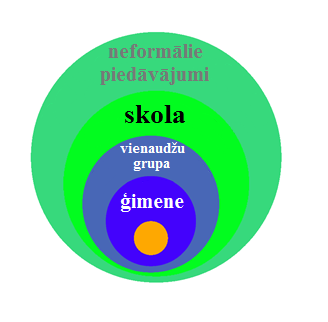 neformālie
piedāvājumi
skola
vienaudžu
grupa
ģimene